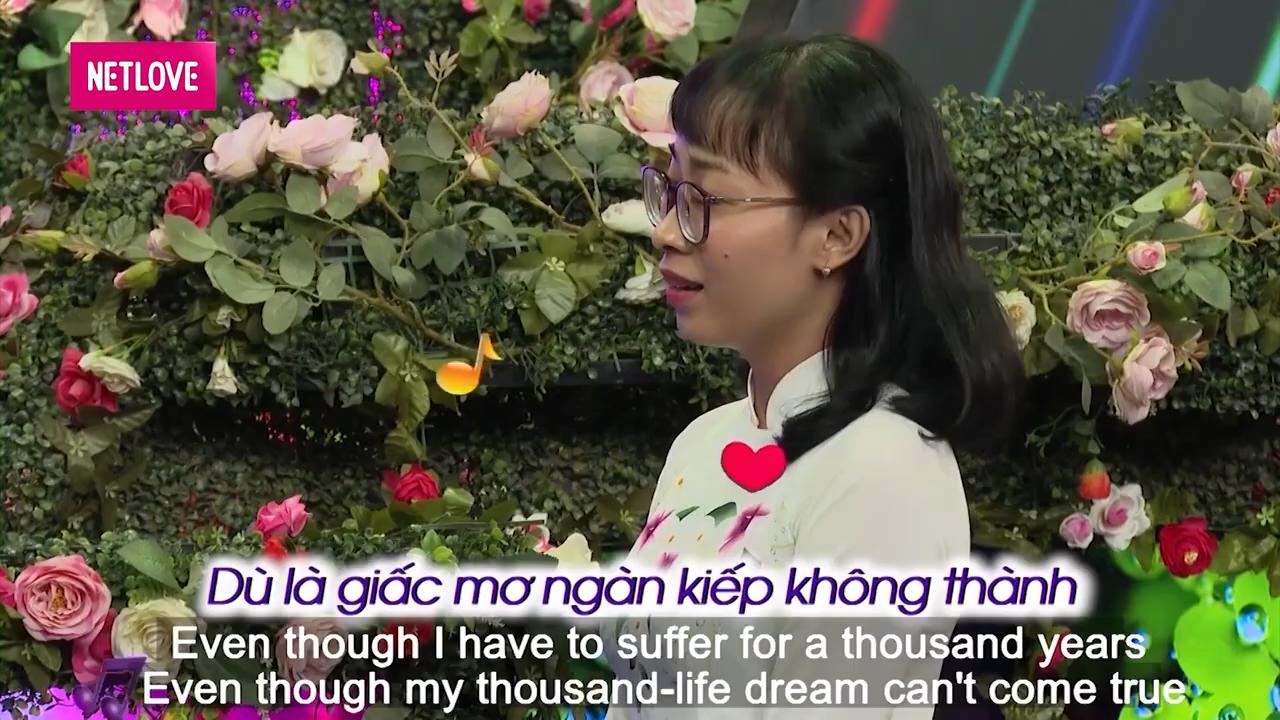 NETLOVE
Dù là giấc mơ ngàn kiếp không thành
Even though I have to suffer for a thousand years
Even though my thousand-life dream can't come true